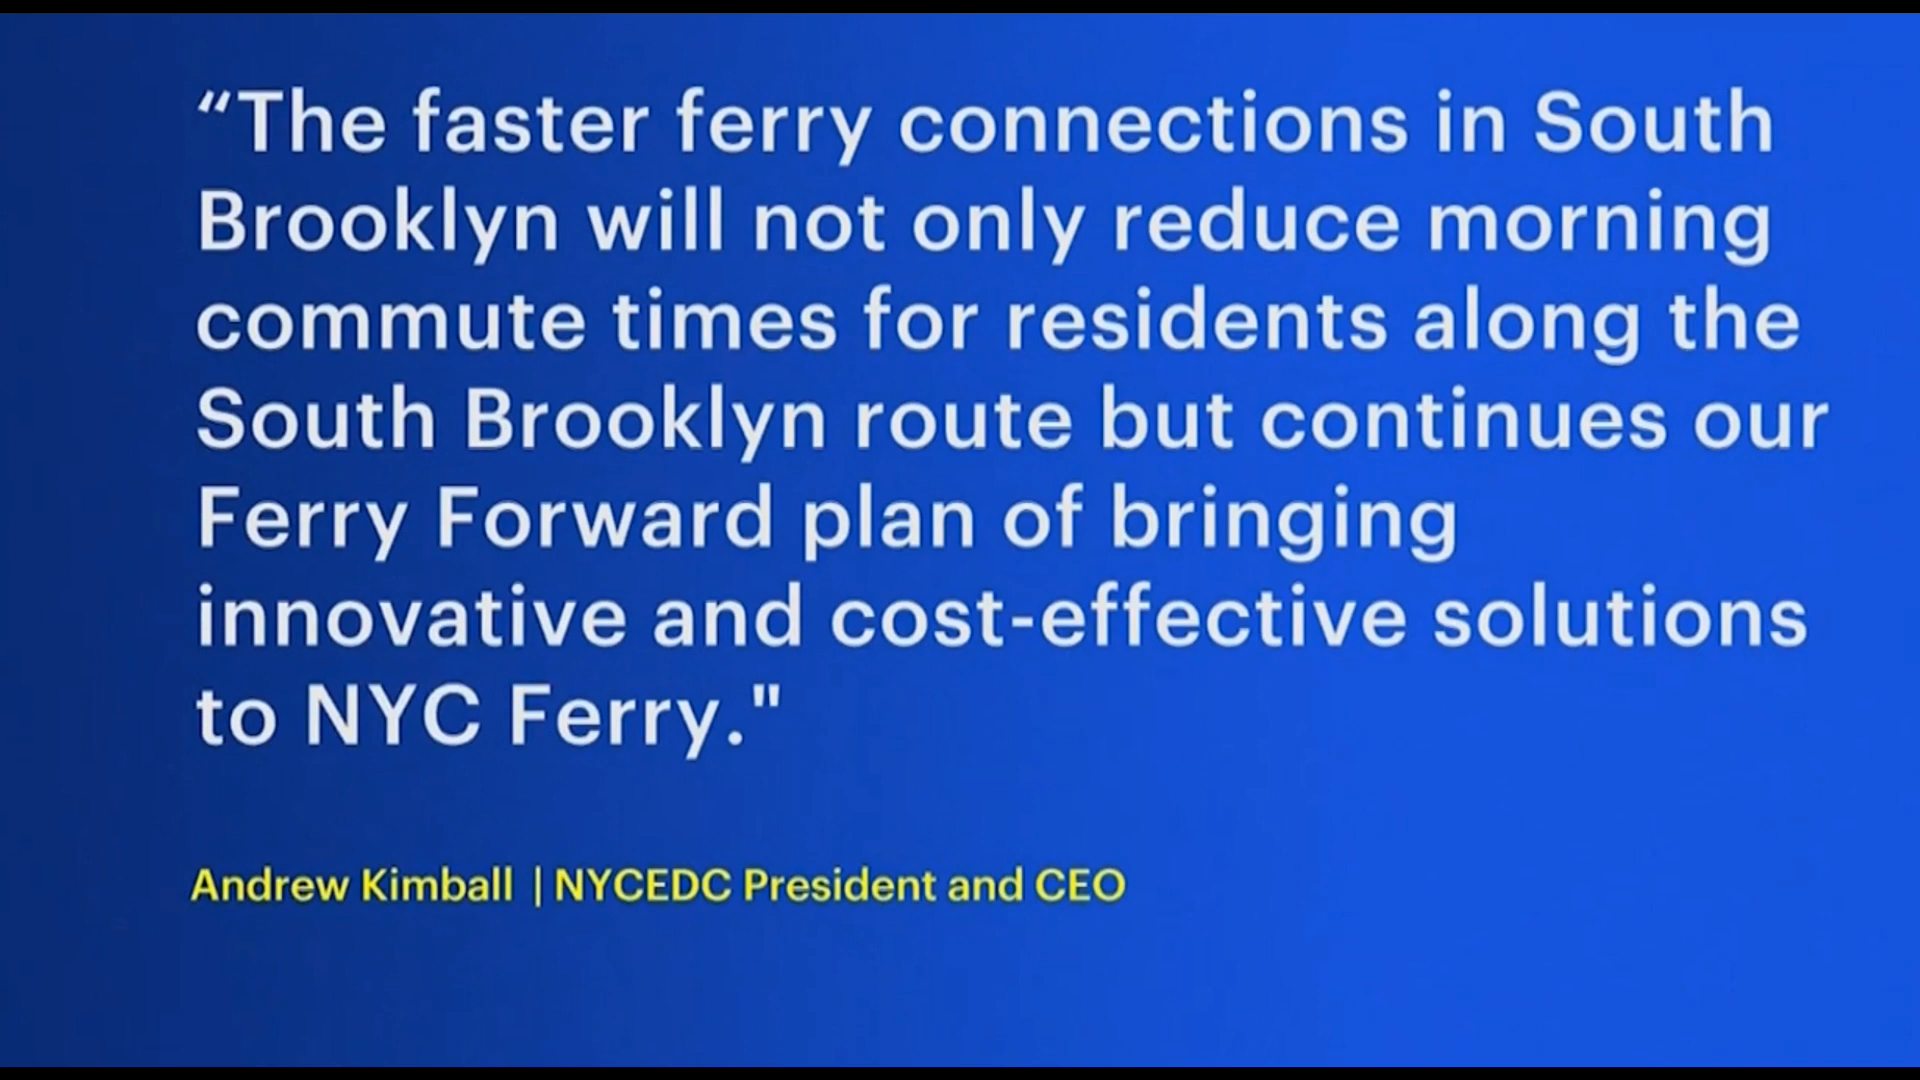 “The faster ferry connections in South
Brooklyn will not only reduce morning
commute times for residents along the
South Brooklyn route but continues our
Ferry Forward plan of bringing
innovative and cost-effective solutions
to NYC Ferry."
Andrew Kimball | NYCEDC President and CEO